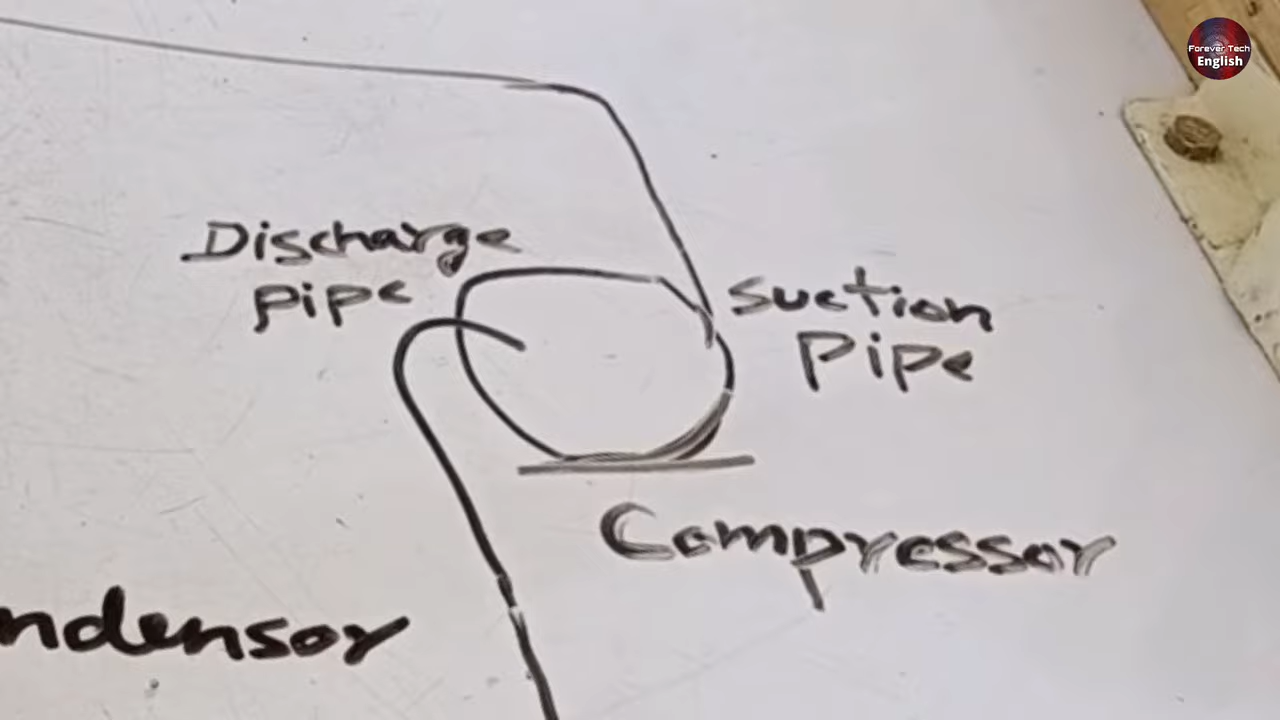 Forever Tech
English
Discharge
pipe
Suction
Pipe
Compressor
ndensor